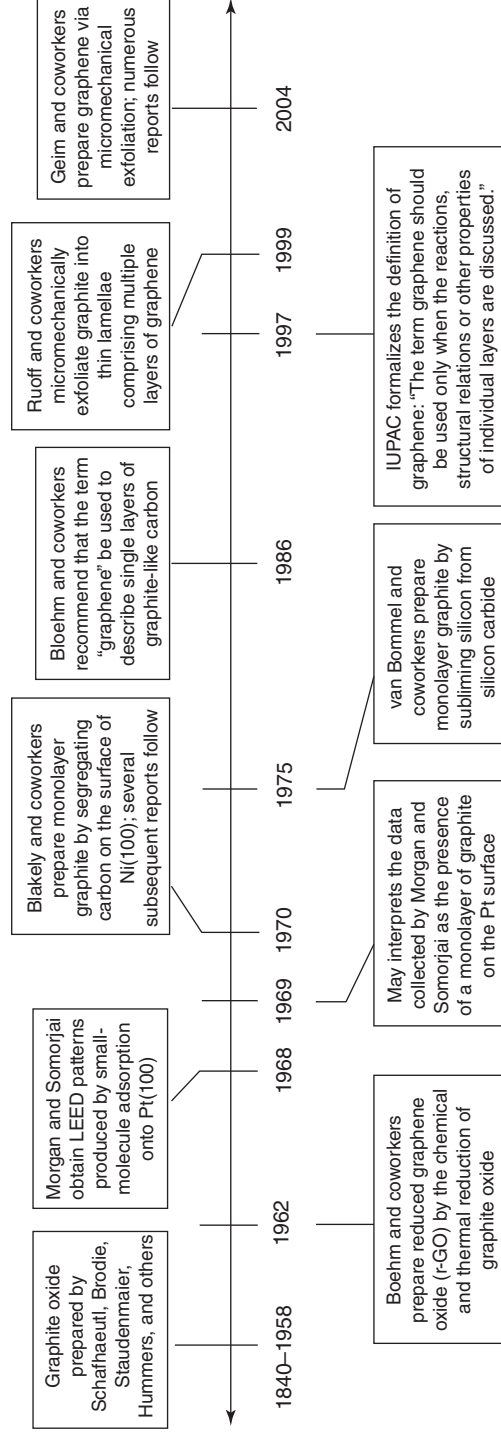 Graphite oxide
prepared by
Schafhaeutl, Brodie,
Staudenmaier,
Hummers, and others
Morgan and Somorjai
obtain LEED patterns
produced by small-
molecule adsorption
onto Pt(100)
Blakely and coworkers
prepare monolayer
graphite by segregating
carbon on the surface of
Ni(100); several
subsequent reports follow
Bloehm and coworkers
recommend that the term
“graphene” be used to
describe single layers of
graphite-like carbon
Ruoff and coworkers
micromechanically
exfoliate graphite into
thin lamellae
comprising multiple
layers of graphene
Geim and coworkers
prepare graphene via
micromechanical
exfoliation; numerous
reports follow
1840–1958
1962
1968
1969
1970
1975
1986
1997
1999
2004
Boehm and coworkers
prepare reduced graphene
oxide (r-GO) by the chemical
and thermal reduction of
graphite oxide
May interprets the data
collected by Morgan and
Somorjai as the presence
of a monolayer of graphite
on the Pt surface
van Bommel and
coworkers prepare
monolayer graphite by
subliming silicon from
silicon carbide
IUPAC formalizes the definition of
graphene: “The term graphene should
be used only when the reactions,
structural relations or other properties
of individual layers are discussed.”